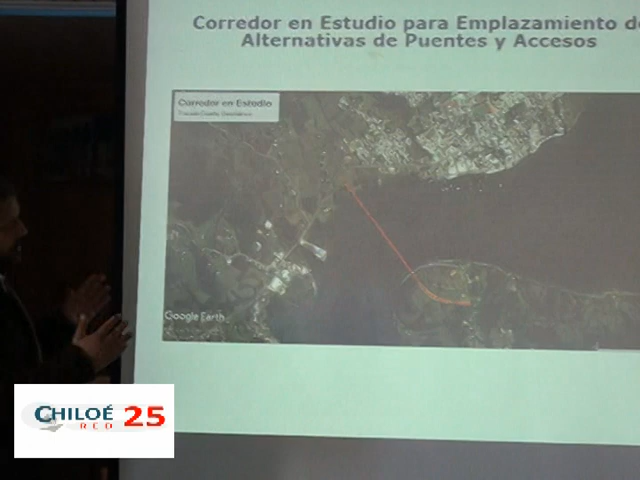 Corredor en Estudio para Emplazamiento de
Alternativas de Puentes y Accesos
Corredor en Estudio
Google Earth
CHILOÉ 25
RED